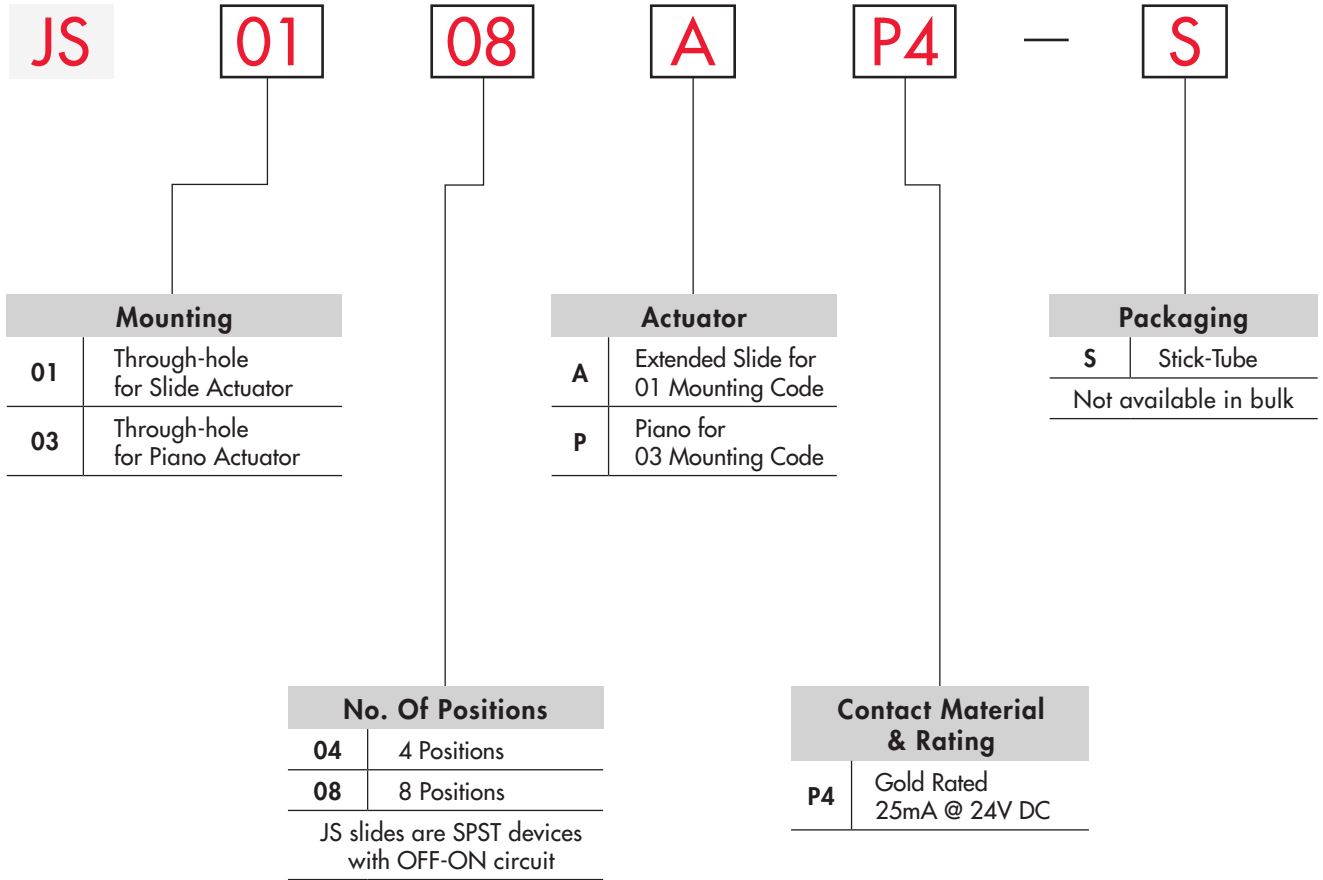 JS 01 08 A P4 — S
Mounting
01 Through-hole
for Slide Actuator
03 Through-hole
for Piano Actuator
Actuator
A Extended Slide for
01 Mounting Code
P Piano for
03 Mounting Code
Packaging
S Stick-Tube
Not available in bulk
No. Of Positions
04 4 Positions
08 8 Positions
JS slides are SPST devices
with OFF-ON circuit
Contact Material
& Rating
P4 Gold Rated
25mA @ 24V DC